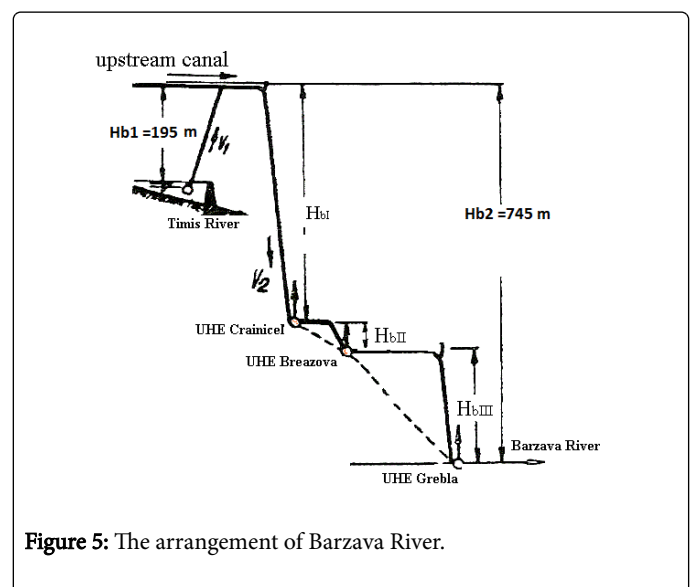 upstream canal
Hb1 =195 m
V1
Timis River
HbI
Hb2 =745 m
V2
UHE Crainicel
HbII
UHE Breazova
HbIII
Barzava River
UHE Grebla
Figure 5: The arrangement of Barzava River.